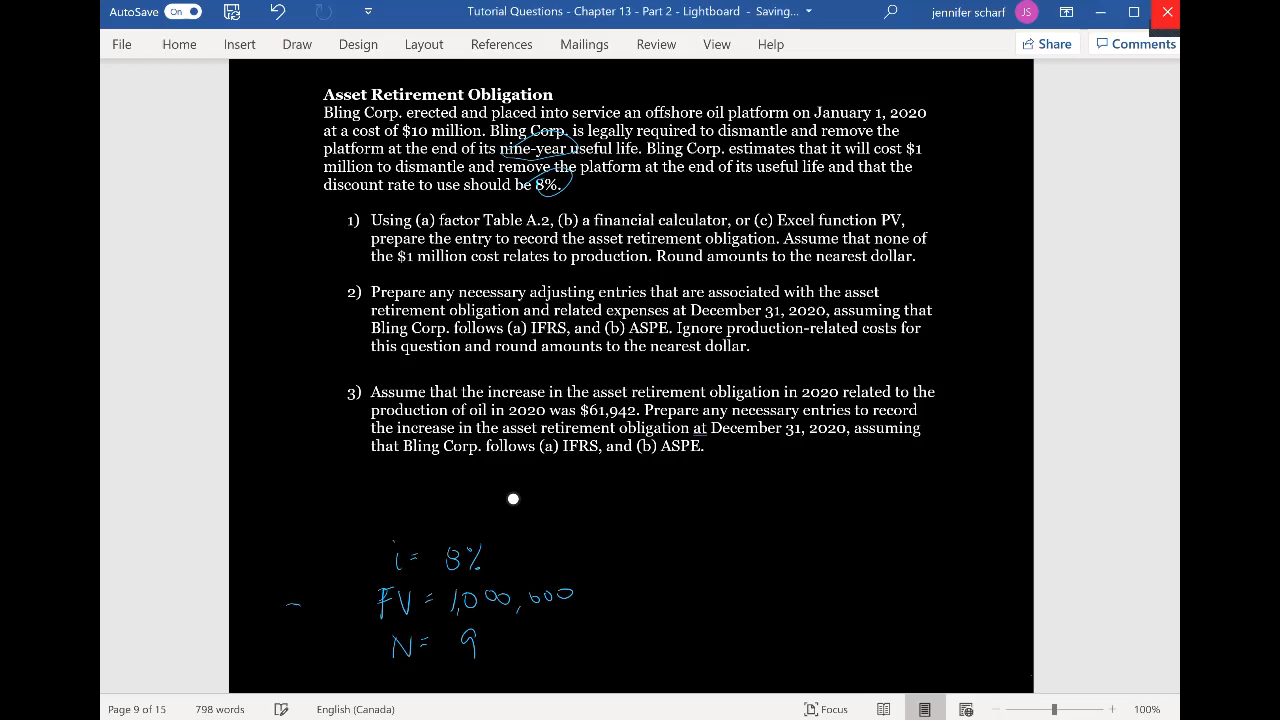 AutoSave On Tutorial Questions - Chapter 13 - Part 2 - Lightboard - Saving... jennifer scharf JS
File Home Insert Draw Design Layout References Mailings Review View Help Share Comments
Asset Retirement Obligation
Bling Corp. erected and placed into service an offshore oil platform on January 1, 2020
at a cost of $10 million. Bling Corp. is legally required to dismantle and remove the
platform at the end of its nine-year useful life. Bling Corp. estimates that it will cost $1
million to dismantle and remove the platform at the end of its useful life and that the
discount rate to use should be 8%.
1) Using (a) factor Table A.2, (b) a financial calculator, or (c) Excel function PV,
prepare the entry to record the asset retirement obligation. Assume that none of
the $1 million cost relates to production. Round amounts to the nearest dollar.
2) Prepare any necessary adjusting entries that are associated with the asset
retirement obligation and related expenses at December 31, 2020, assuming that
Bling Corp. follows (a) IFRS, and (b) ASPE. Ignore production-related costs for
this question and round amounts to the nearest dollar.
3) Assume that the increase in the asset retirement obligation in 2020 related to the
production of oil in 2020 was $61,942. Prepare any necessary entries to record
the increase in the asset retirement obligation at December 31, 2020, assuming
that Bling Corp. follows (a) IFRS, and (b) ASPE.
i = 8%
FV = 1,000,000
N = 9
Page 9 of 15 798 words English (Canada) Focus 100%